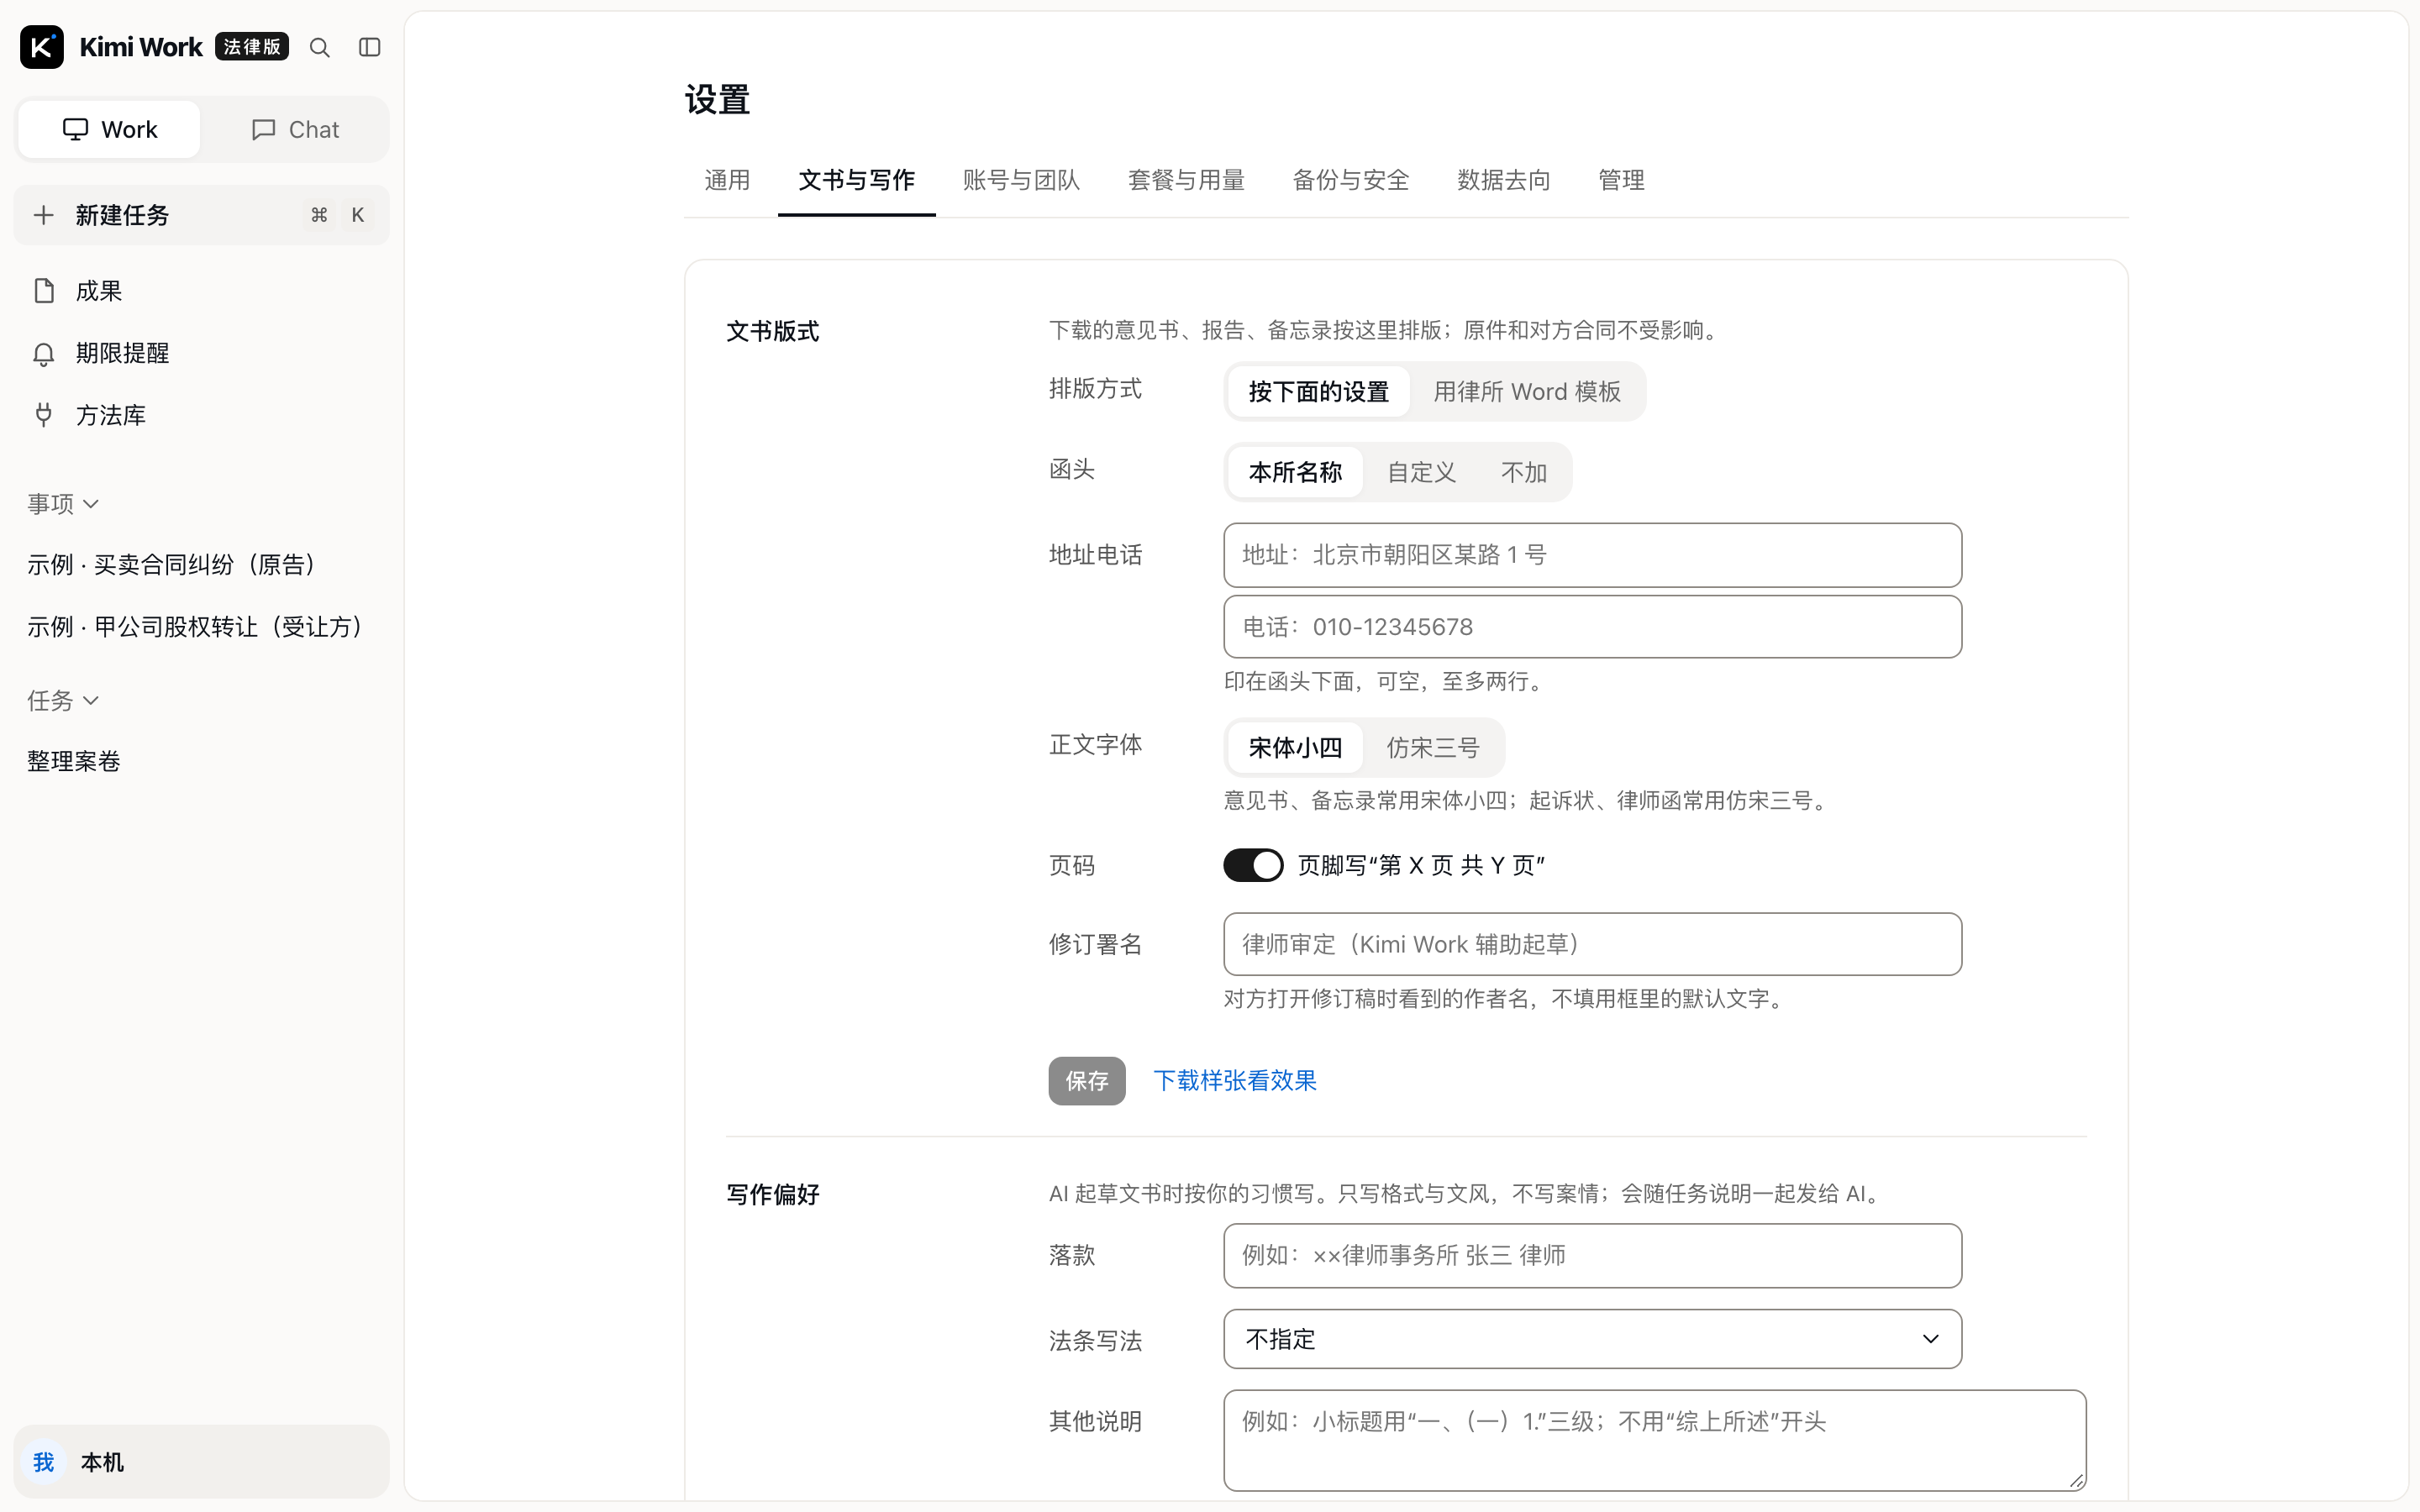 Kimi Work 法律版
Work Chat
新建任务 ⌘ K
成果
期限提醒
方法库
事项
示例 · 买卖合同纠纷（原告）
示例 · 甲公司股权转让（受让方）
任务
整理案卷
我 本机
设置
通用 文书与写作 账号与团队 套餐与用量 备份与安全 数据去向 管理
文书版式
下载的意见书、报告、备忘录按这里排版；原件和对方合同不受影响。
排版方式 按下面的设置 用律所 Word 模板
函头 本所名称 自定义 不加
地址电话 地址：北京市朝阳区某路 1 号
电话：010-12345678
印在函头下面，可空，至多两行。
正文字体 宋体小四 仿宋三号
意见书、备忘录常用宋体小四；起诉状、律师函常用仿宋三号。
页码 页脚写“第 X 页 共 Y 页”
修订署名 律师审定（Kimi Work 辅助起草）
对方打开修订稿时看到的作者名，不填用框里的默认文字。
保存 下载样张看效果
写作偏好
AI 起草文书时按你的习惯写。只写格式与文风，不写案情；会随任务说明一起发给 AI。
落款 例如：××律师事务所 张三 律师
法条写法 不指定
其他说明 例如：小标题用“一、（一）1.”三级；不用“综上所述”开头